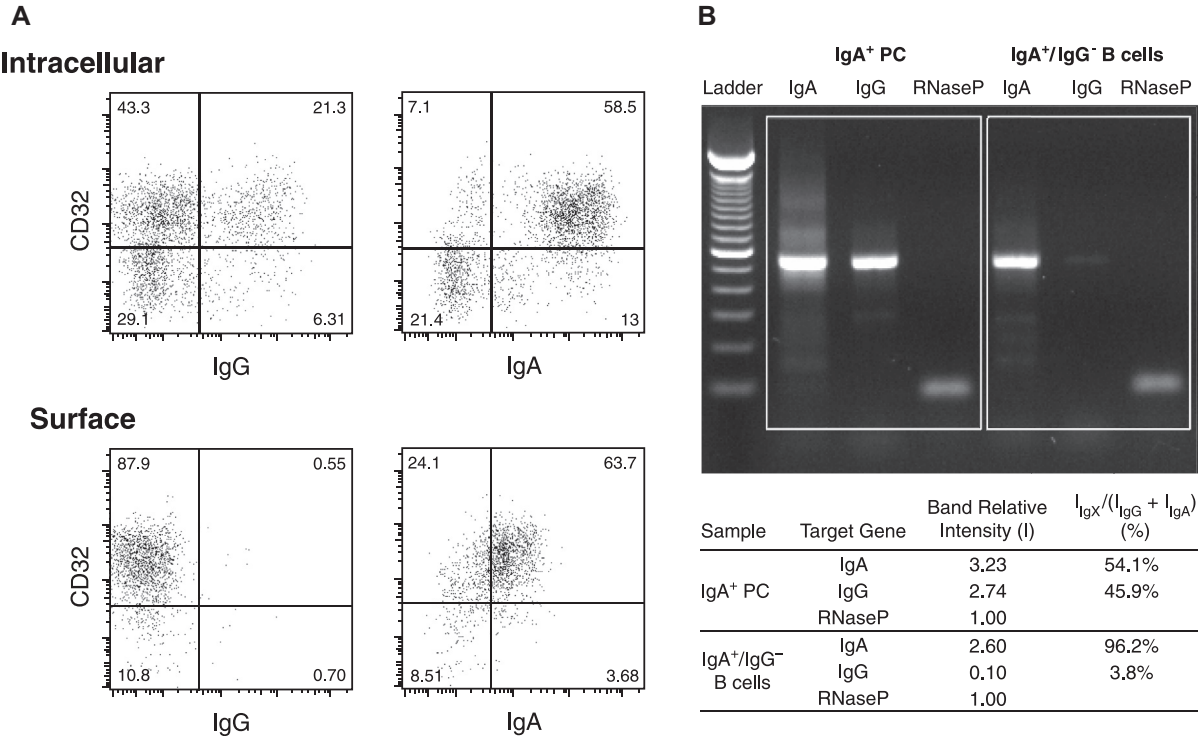 A
Intracellular
43.3 21.3
29.1 6.31
CD32
IgG
7.1 58.5
21.4 13
IgA
Surface
87.9 0.55
10.8 0.70
CD32
IgG
24.1 63.7
8.51 3.68
IgA
B
IgA⁺ PC IgA⁺/IgG⁻ B cells
Ladder IgA IgG RNaseP IgA IgG RNaseP
Sample Target Gene Band Relative Intensity (I) I_IgX/(I_IgG + I_IgA) (%)
IgA⁺ PC
IgA 3.23 54.1%
IgG 2.74 45.9%
RNaseP 1.00
IgA⁺/IgG⁻
B cells
IgA 2.60 96.2%
IgG 0.10 3.8%
RNaseP 1.00